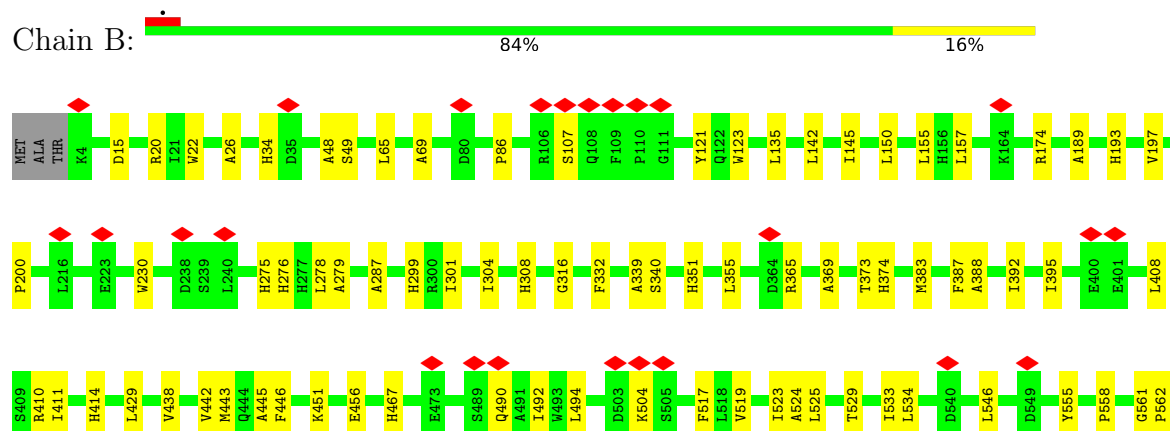 Chain B:
84% 16%
MET ALA THR K4 D15 R20 I21 W22 A26 H34 D35 A48 S49 L65 A69 D80 P86 R106 S107 Q108 F109 P110 G111 Y121 Q122 W123 L135 L142 I145 L150 L155 H156 L157 K164 R174 A189 H193 V197
P200 L216 E223 W230 D238 S239 L240 H275 H276 H277 L278 A279 A287 H299 R300 I301 I304 H308 G316 F332 A339 S340 H351 L355 D364 R365 A369 T373 H374 M383 F387 A388 I392 I395 E400 E401 L408
S409 R410 I411 H414 L429 V438 V442 M443 Q444 A445 F446 K451 E456 H467 E473 S489 Q490 A491 I492 W493 L494 D503 K504 S505 F517 L518 V519 I523 A524 L525 T529 I533 L534 D540 L546 D549 Y555 P558 G561 P562